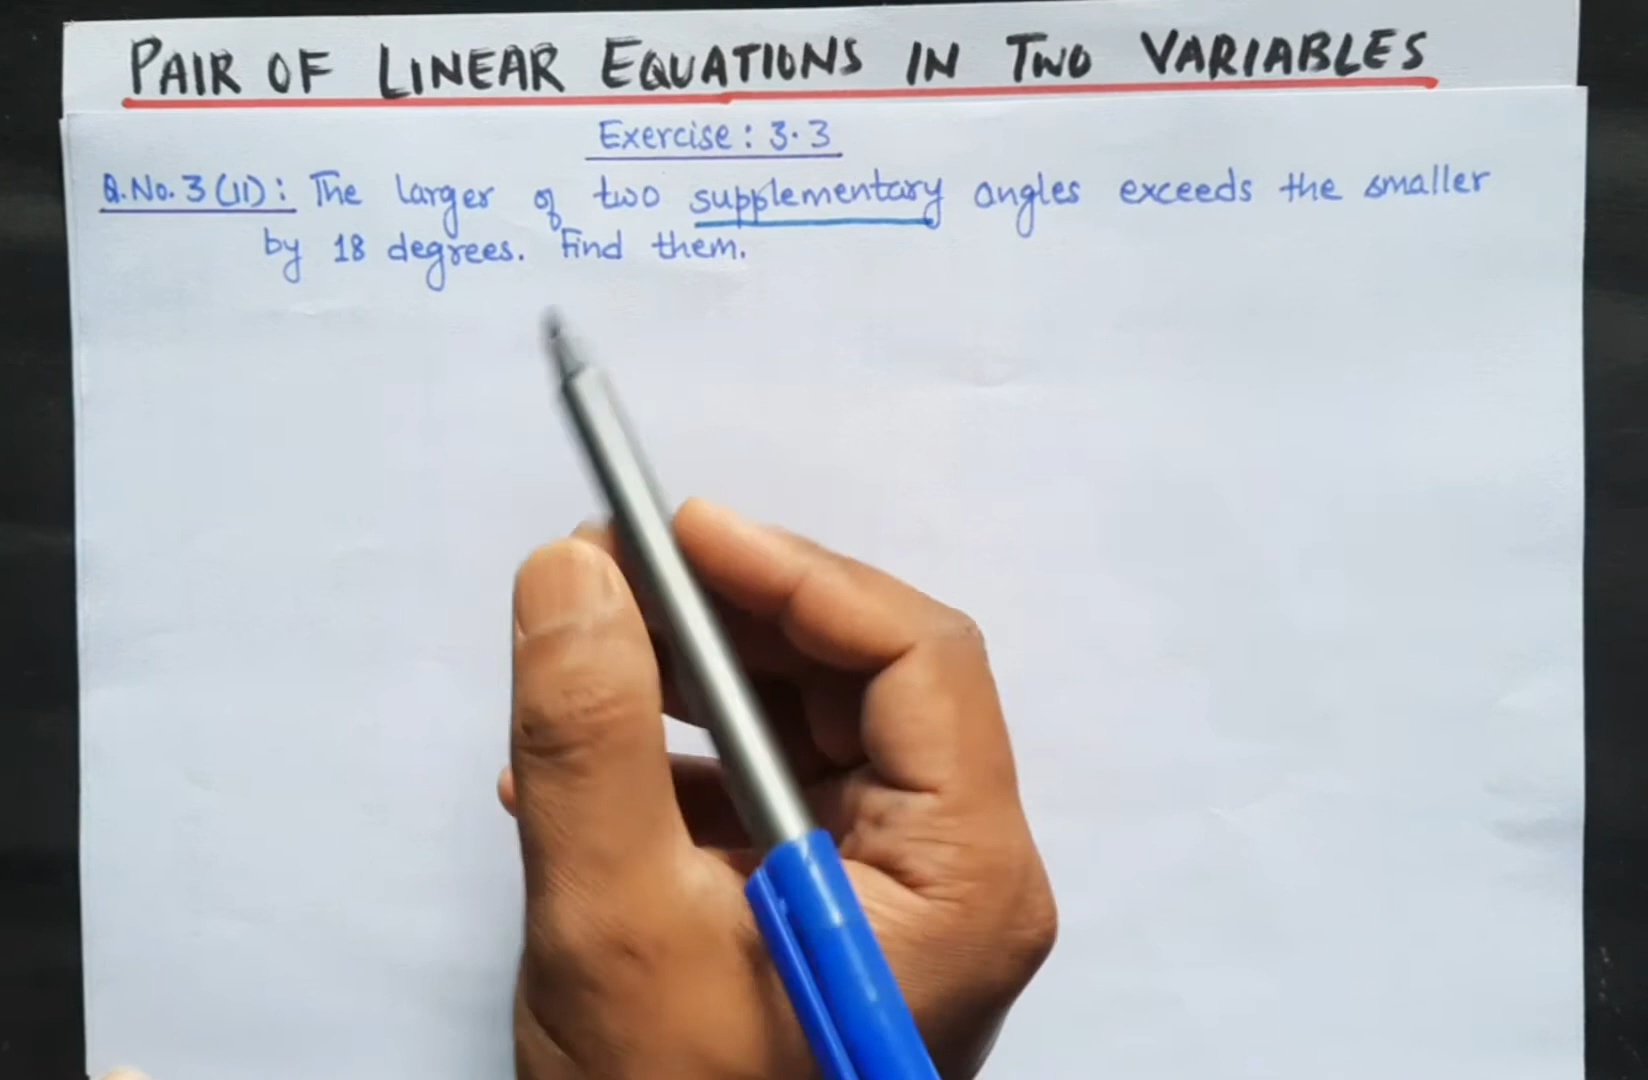 PAIR OF LINEAR EQUATIONS IN TWO VARIABLES
Exercise: 3.3
Q.No. 3 (II): The larger of two supplementary angles exceeds the smaller
by 18 degrees. Find them.